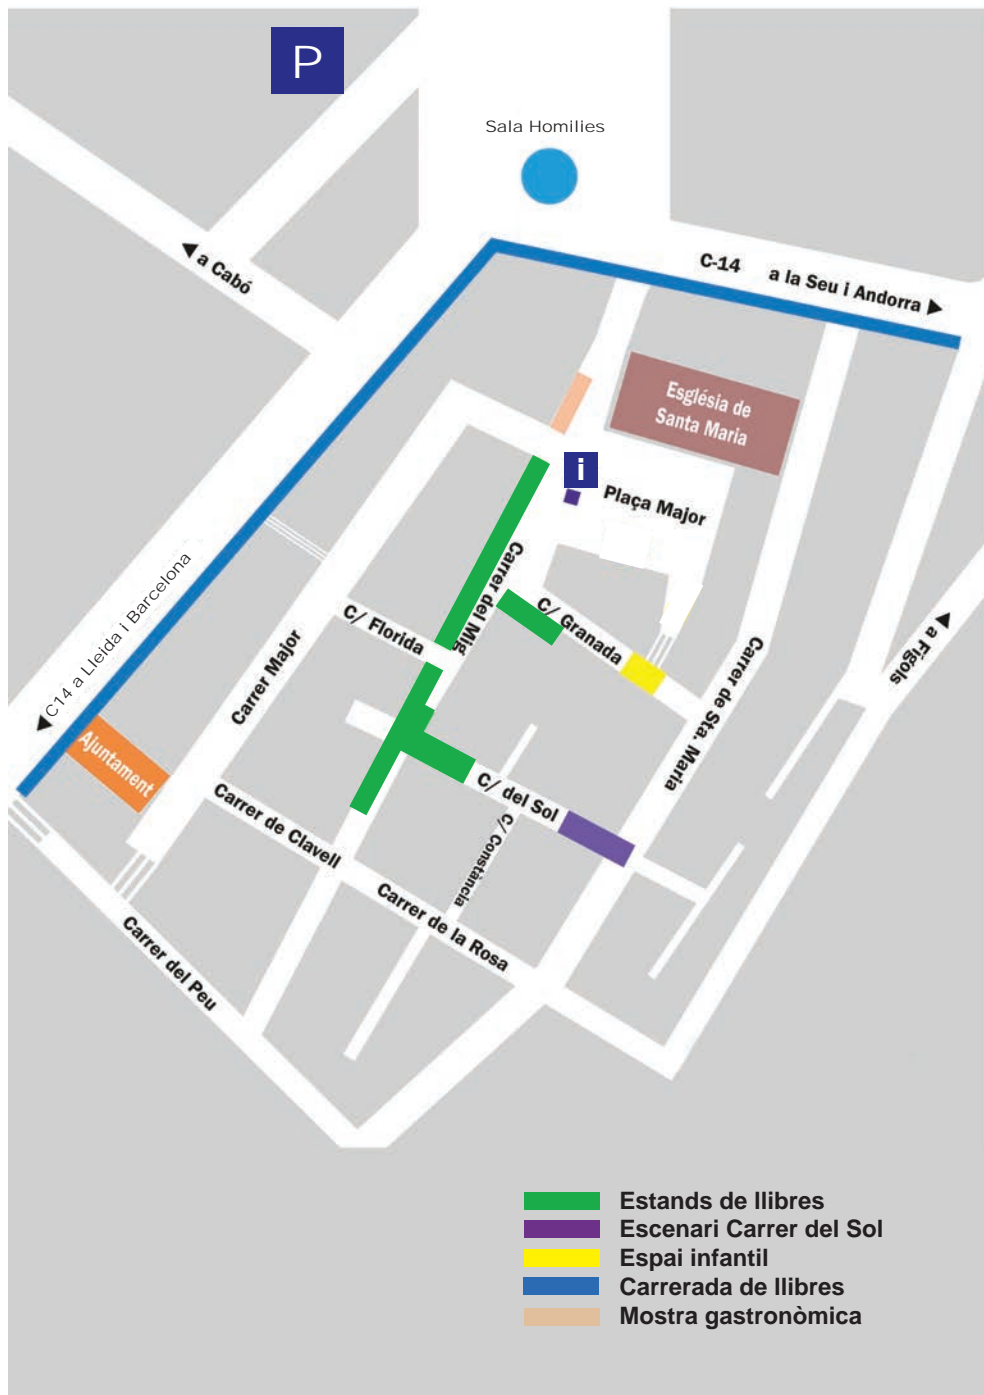 P
Sala Homilies
C-14 a la Seu i Andorra ▶
◀ a Cabó
Església de
Santa Maria
i
Plaça Major
Carrer del Mig
C/ Granada
C/ Florida
◀ C14 a Lleida i Barcelona
Carrer Major
Carrer de Sta. Maria
◀ a Fígols
Ajuntament
C/ del Sol
Carrer de Clavell
C/ Constància
Carrer de la Rosa
Carrer del Peu
Estands de llibres
Escenari Carrer del Sol
Espai infantil
Carrerada de llibres
Mostra gastronòmica